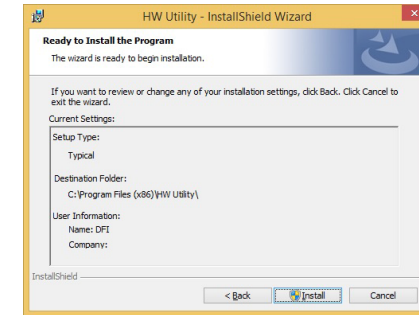 HW Utility - InstallShield Wizard
Ready to Install the Program
The wizard is ready to begin installation.
If you want to review or change any of your installation settings, click Back. Click Cancel to
exit the wizard.
Current Settings:
Setup Type:
Typical
Destination Folder:
C:\Program Files (x86)\HW Utility\
User Information:
Name: DFI
Company:
InstallShield
< Back
Install
Cancel